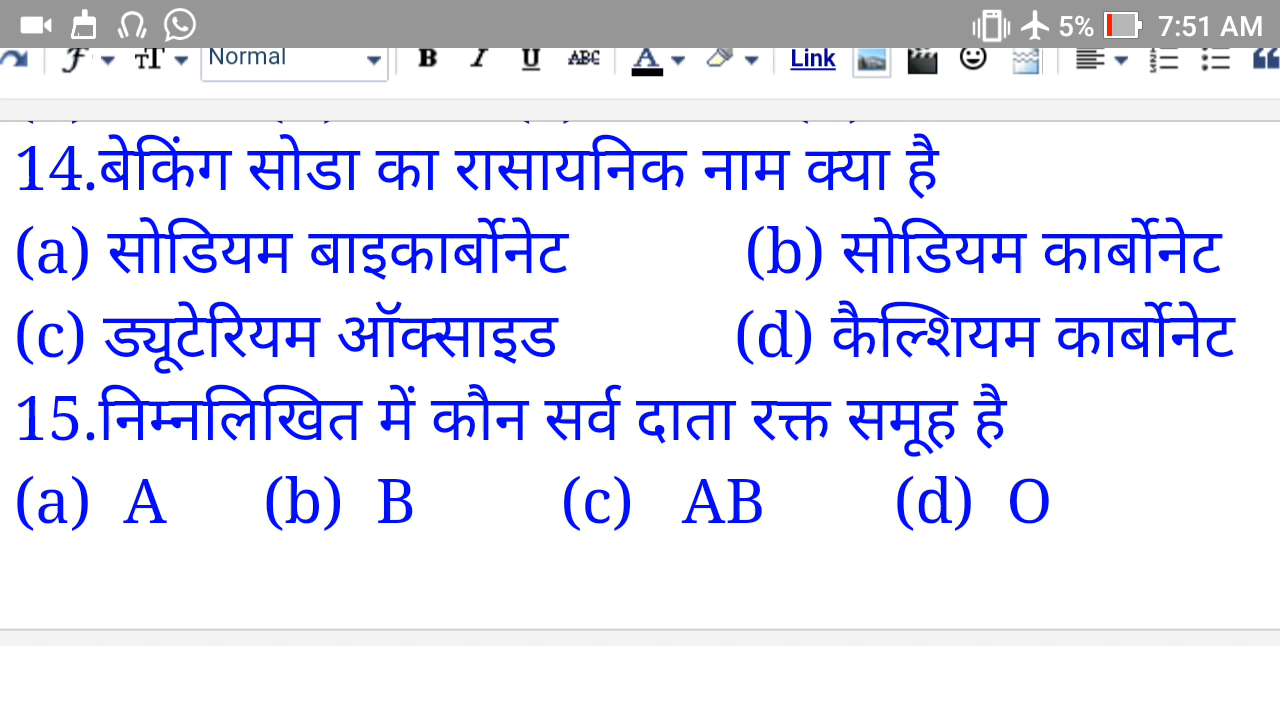 5% 7:51 AM
Normal B I U ABC A Link
14.बेकिंग सोडा का रासायनिक नाम क्या है
(a) सोडियम बाइकार्बोनेट (b) सोडियम कार्बोनेट
(c) ड्यूटेरियम ऑक्साइड (d) कैल्शियम कार्बोनेट
15.निम्नलिखित में कौन सर्व दाता रक्त समूह है
(a) A (b) B (c) AB (d) O